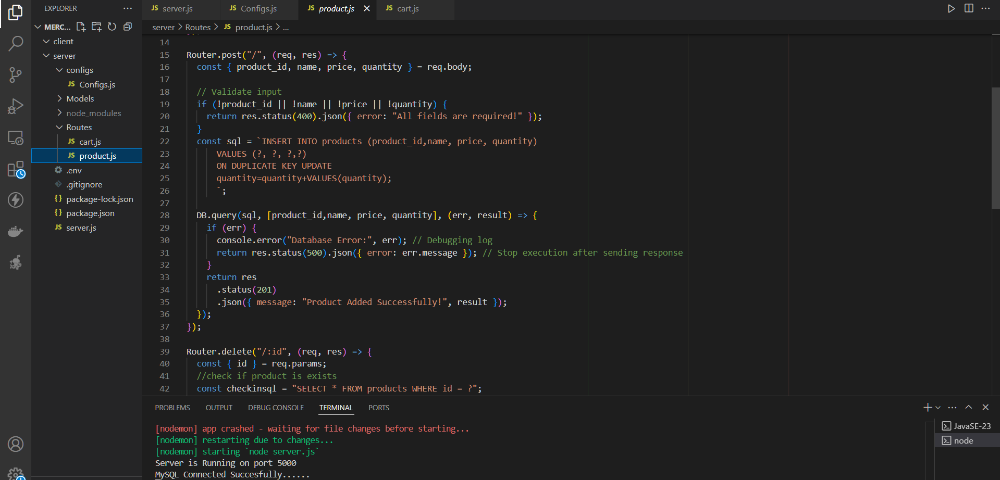 EXPLORER
MERC...
client
server
configs
JS Configs.js
Models
node_modules
Routes
JS cart.js
JS product.js
.env
.gitignore
{} package-lock.json
{} package.json
JS server.js
JS server.js
JS Configs.js
JS product.js
JS cart.js
server > Routes > JS product.js > ...
14
15 Router.post("/", (req, res) => {
16 const { product_id, name, price, quantity } = req.body;
17
18 // Validate input
19 if (!product_id || !name || !price || !quantity) {
20 return res.status(400).json({ error: "All fields are required!" });
21 }
22 const sql = `INSERT INTO products (product_id,name, price, quantity)
23 VALUES (?, ?, ?,?)
24 ON DUPLICATE KEY UPDATE
25 quantity=quantity+VALUES(quantity);
26 `;
27
28 DB.query(sql, [product_id,name, price, quantity], (err, result) => {
29 if (err) {
30 console.error("Database Error:", err); // Debugging log
31 return res.status(500).json({ error: err.message }); // Stop execution after sending response
32 }
33 return res
34 .status(201)
35 .json({ message: "Product Added Successfully!", result });
36 });
37 });
38
39 Router.delete("/:id", (req, res) => {
40 const { id } = req.params;
41 //check if product is exists
42 const checkinsql = "SELECT * FROM products WHERE id = ?";
PROBLEMS OUTPUT DEBUG CONSOLE TERMINAL PORTS
[nodemon] app crashed - waiting for file changes before starting...
[nodemon] restarting due to changes...
[nodemon] starting `node server.js`
Server is Running on port 5000
MySQL Connected Succesfully......
JavaSE-23
node